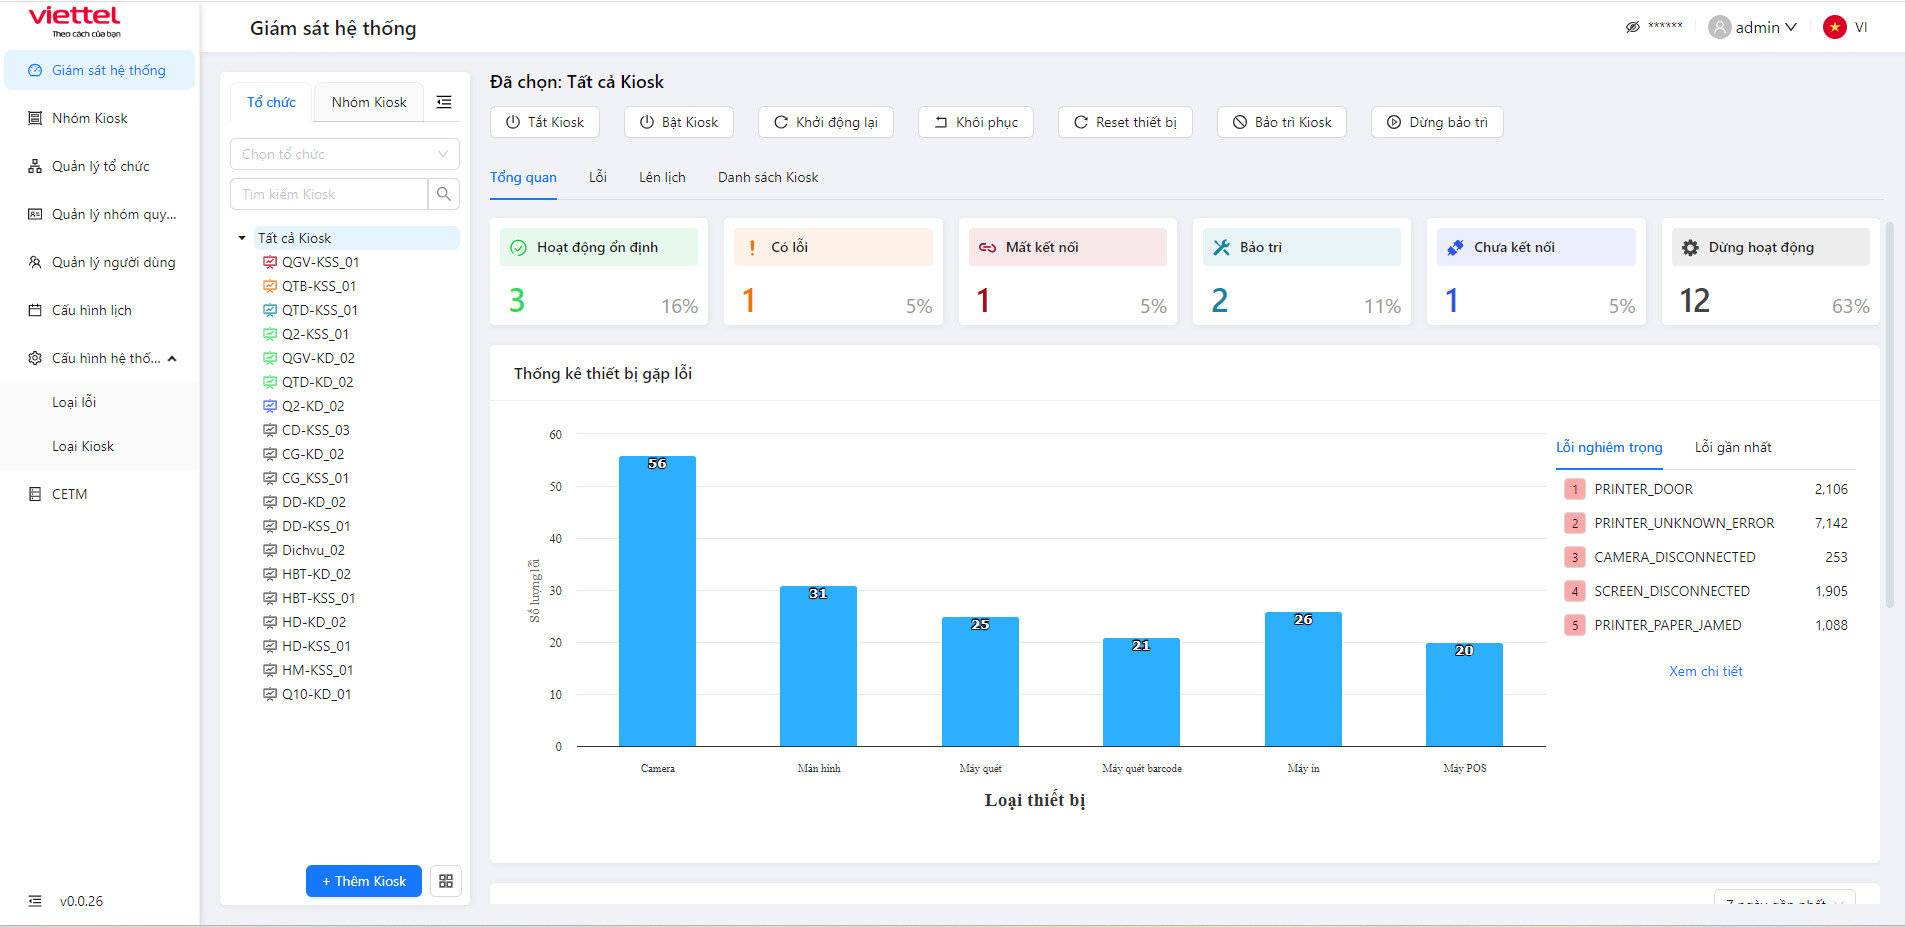 viettel
Theo cách của bạn
Giám sát hệ thống
******
admin
VI
Giám sát hệ thống
Nhóm Kiosk
Quản lý tổ chức
Quản lý nhóm quy...
Quản lý người dùng
Cấu hình lịch
Cấu hình hệ thố...
Loại lỗi
Loại Kiosk
CETM
v0.0.26
Tổ chức
Nhóm Kiosk
Chọn tổ chức
Tìm kiếm Kiosk
Tất cả Kiosk
QGV-KSS_01
QTB-KSS_01
QTD-KSS_01
Q2-KSS_01
QGV-KD_02
QTD-KD_02
Q2-KD_02
CD-KSS_03
CG-KD_02
CG_KSS_01
DD-KD_02
DD-KSS_01
Dichvu_02
HBT-KD_02
HBT-KSS_01
HD-KD_02
HD-KSS_01
HM-KSS_01
Q10-KD_01
+ Thêm Kiosk
Đã chọn: Tất cả Kiosk
Tắt Kiosk
Bật Kiosk
Khởi động lại
Khôi phục
Reset thiết bị
Bảo trì Kiosk
Dừng bảo trì
Tổng quan
Lỗi
Lên lịch
Danh sách Kiosk
Hoạt động ổn định
3
16%
Có lỗi
1
5%
Mất kết nối
1
5%
Bảo trì
2
11%
Chưa kết nối
1
5%
Dừng hoạt động
12
63%
Thống kê thiết bị gặp lỗi
60
50
40
30
20
10
0
Số lượng lỗi
56
31
25
21
26
20
Camera
Màn hình
Máy quét
Máy quét barcode
Máy in
Máy POS
Loại thiết bị
Lỗi nghiêm trọng
Lỗi gần nhất
1 PRINTER_DOOR 2,106
2 PRINTER_UNKNOWN_ERROR 7,142
3 CAMERA_DISCONNECTED 253
4 SCREEN_DISCONNECTED 1,905
5 PRINTER_PAPER_JAMED 1,088
Xem chi tiết
7 ngày gần nhất